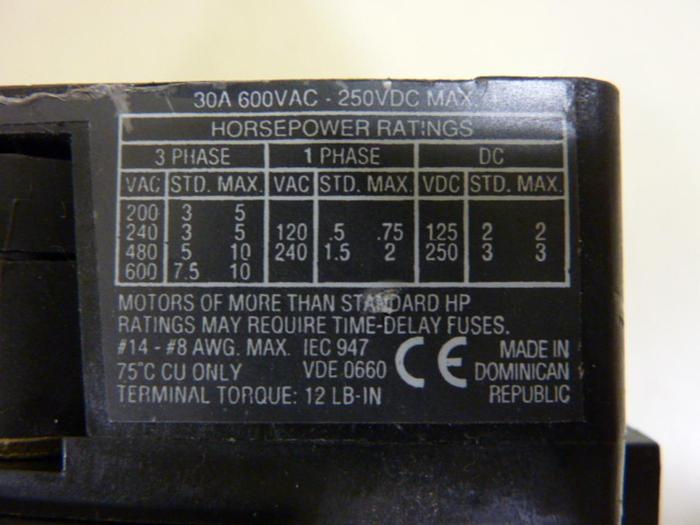 30A 600VAC - 250VDC MAX.
HORSEPOWER RATINGS
3 PHASE 1 PHASE DC
VAC STD. MAX. VAC STD. MAX. VDC STD. MAX.
200 3 5
240 3 5 120 .5 .75 125 2 2
480 5 10 240 1.5 2 250 3 3
600 7.5 10
MOTORS OF MORE THAN STANDARD HP
RATINGS MAY REQUIRE TIME-DELAY FUSES.
#14 - #8 AWG. MAX. IEC 947 CE MADE IN
75°C CU ONLY VDE 0660 DOMINICAN
TERMINAL TORQUE: 12 LB-IN REPUBLIC